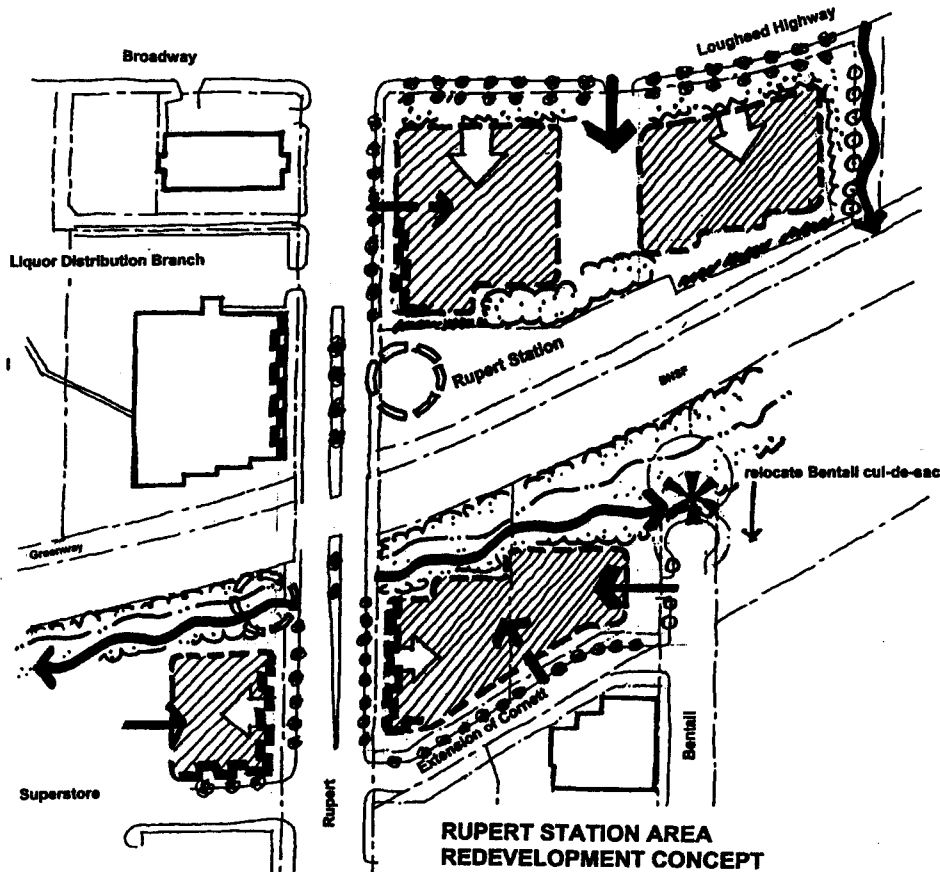 Lougheed Highway
Broadway
Liquor Distribution Branch
Rupert Station
BNSF
relocate Bentall cul-de-sac
Greenway
Extension of Cornett
Bentall
Superstore
Rupert
RUPERT STATION AREA
REDEVELOPMENT CONCEPT